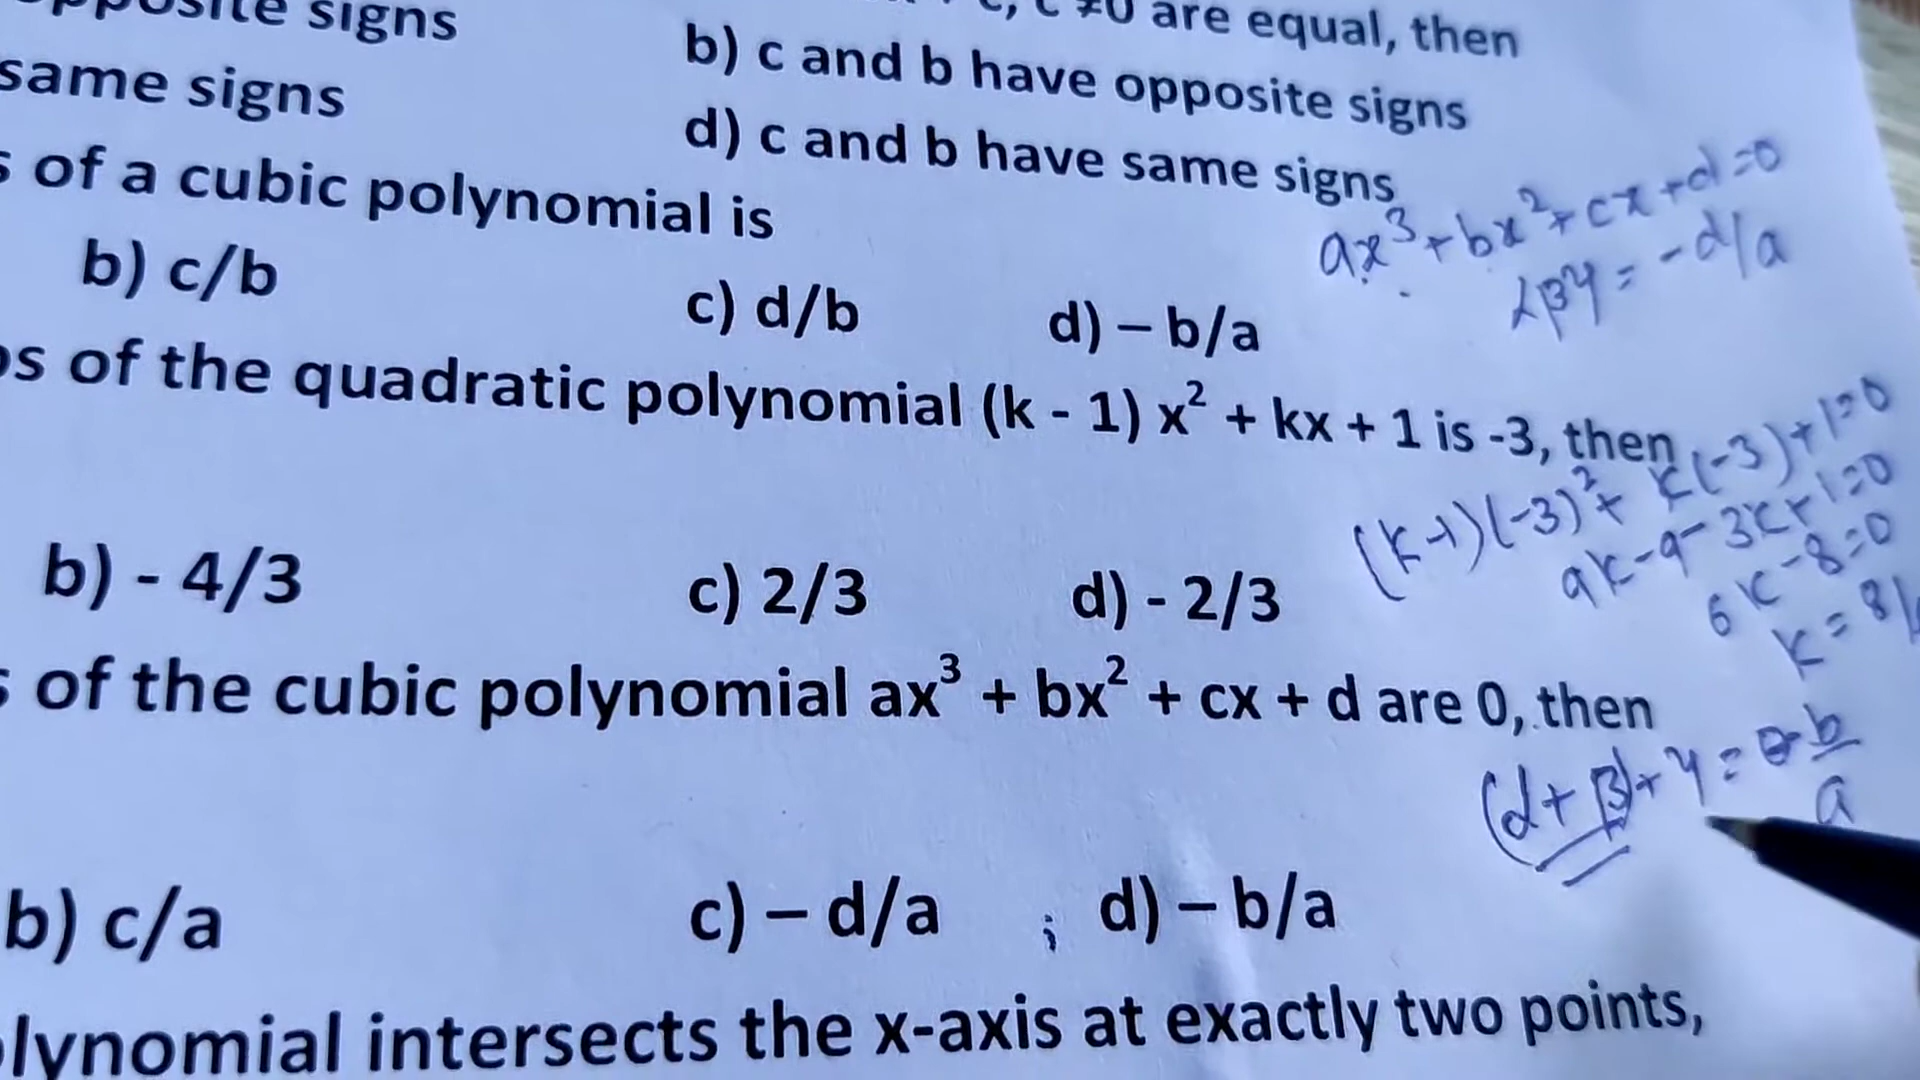 opposite signs
c, c ≠0 are equal, then
b) c and b have opposite signs
same signs
d) c and b have same signs
of a cubic polynomial is
ax³+bx²+cx+d=0
αβγ = -d/a
b) c/b
c) d/b
d) – b/a
of the quadratic polynomial (k - 1) x² + kx + 1 is -3, then
(k-1)(-3)²+ k(-3)+1=0
9k-9-3k+1=0
6k-8=0
k = 8/
b) - 4/3
c) 2/3
d) - 2/3
of the cubic polynomial ax³ + bx² + cx + d are 0, then
(α+β)+γ = -b/a
b) c/a
c) – d/a
d) – b/a
lynomial intersects the x-axis at exactly two points,